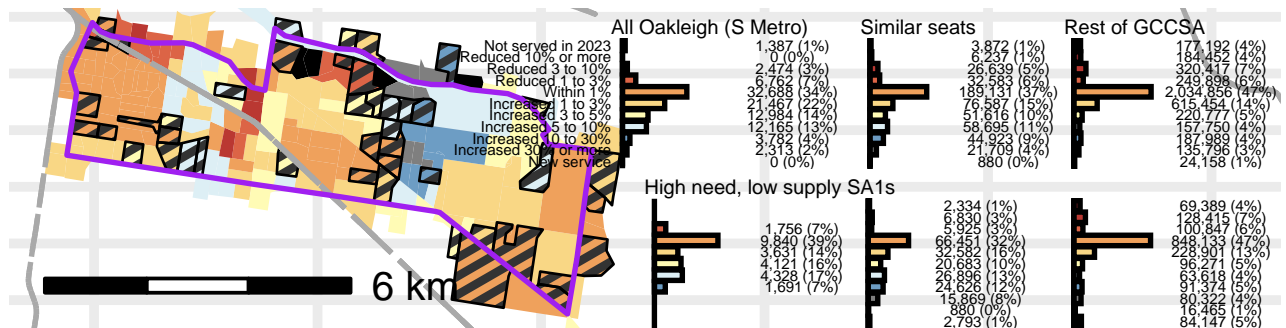 All Oakleigh (S Metro) Similar seats Rest of GCCSA
Not served in 2023 1,387 (1%) 3,872 (1%) 177,192 (4%)
Reduced 10% or more 0 (0%) 6,237 (1%) 184,452 (4%)
Reduced 3 to 10% 2,474 (3%) 26,639 (5%) 320,417 (7%)
Reduced 1 to 3% 6,762 (7%) 32,583 (6%) 249,898 (6%)
Within 1% 32,688 (34%) 189,131 (37%) 2,034,856 (47%)
Increased 1 to 3% 21,467 (22%) 76,587 (15%) 615,454 (14%)
Increased 3 to 5% 12,984 (14%) 51,616 (10%) 220,777 (5%)
Increased 5 to 10% 12,165 (13%) 58,695 (11%) 157,750 (4%)
Increased 10 to 30% 3,782 (4%) 44,923 (9%) 187,989 (4%)
Increased 30% or more 2,313 (2%) 21,709 (4%) 135,796 (3%)
New service 0 (0%) 880 (0%) 24,158 (1%)
High need, low supply SA1s
2,334 (1%) 69,389 (4%)
6,830 (3%) 128,415 (7%)
1,756 (7%) 5,925 (3%) 100,847 (6%)
9,840 (39%) 66,451 (32%) 848,133 (47%)
3,631 (14%) 32,582 (16%) 228,901 (13%)
4,121 (16%) 20,683 (10%) 96,271 (5%)
4,328 (17%) 26,896 (13%) 63,618 (4%)
1,691 (7%) 24,626 (12%) 91,374 (5%)
15,869 (8%) 80,322 (4%)
880 (0%) 16,465 (1%)
2,793 (1%) 84,147 (5%)
6 km